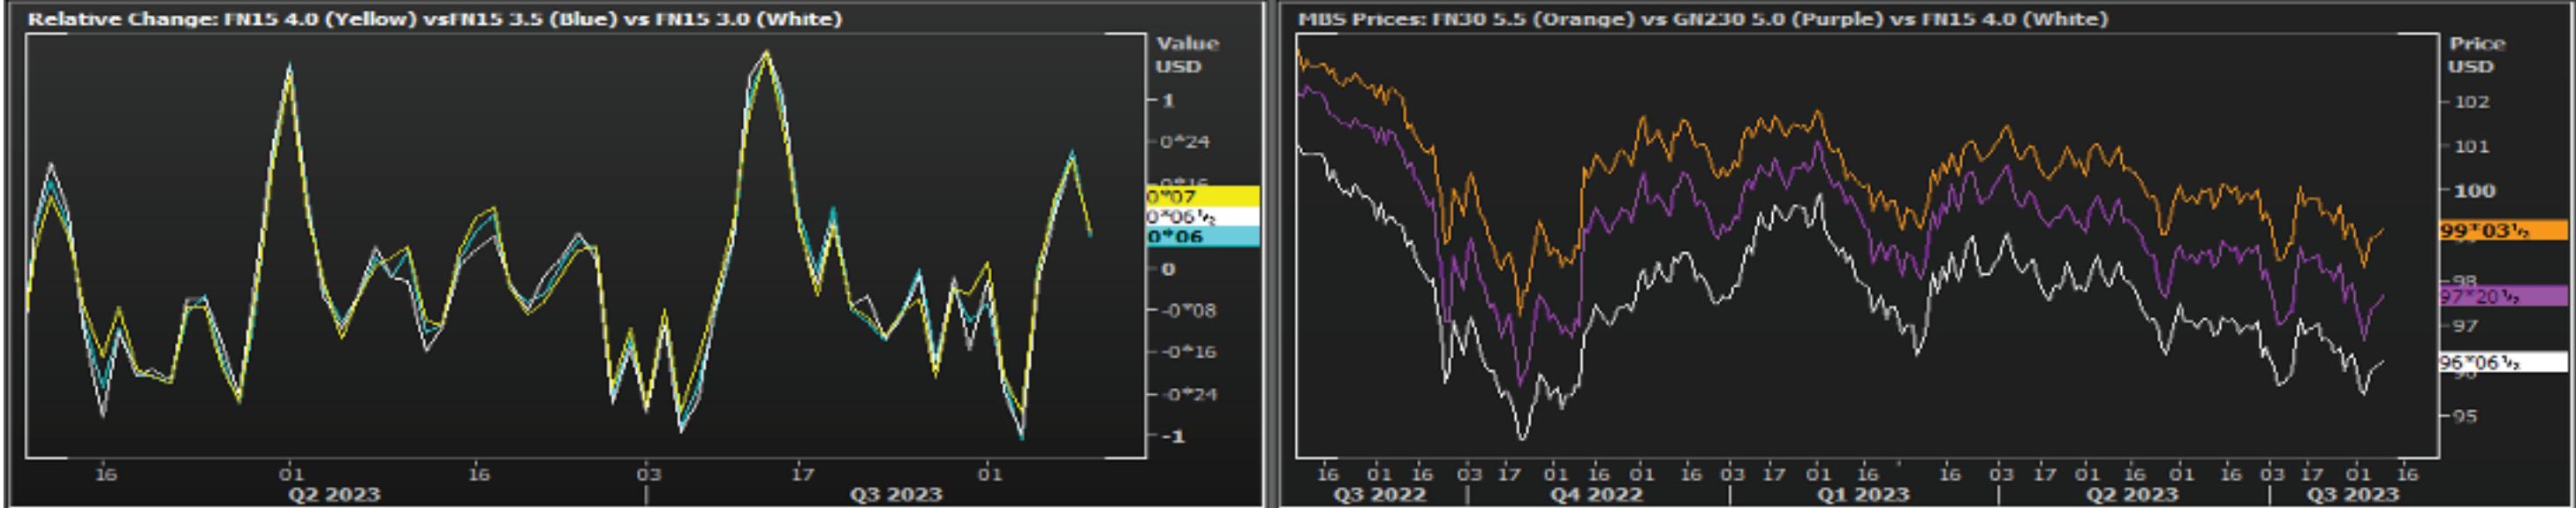 Relative Change: FN15 4.0 (Yellow) vsFN15 3.5 (Blue) vs FN15 3.0 (White)
Value
USD
1
0*24
0*16
0*07
0*06½
0*06
0
-0*08
-0*16
-0*24
-1
16 01 16 03 17 01
Q2 2023 Q3 2023
MBS Prices: FN30 5.5 (Orange) vs GN230 5.0 (Purple) vs FN15 4.0 (White)
Price
USD
102
101
100
99*03½
98
97*20½
97
96*06½
95
16 01 16 03 17 01 16 01 16 03 17 01 16 03 17 01 16 01 16 03 17 01 16
Q3 2022 Q4 2022 Q1 2023 Q2 2023 Q3 2023